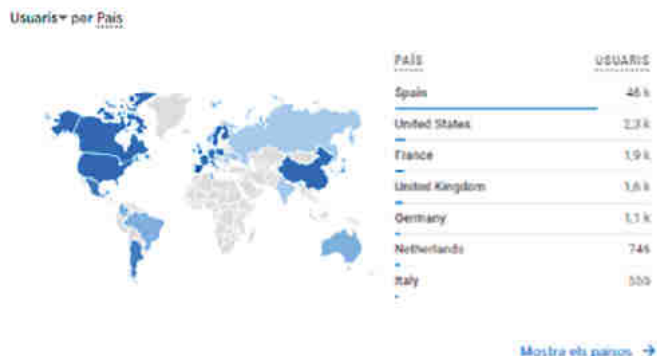 Usuaris▾ per País
PAÍS USUARIS
Spain 46 k
United States 2,3 k
France 1,9 k
United Kingdom 1,6 k
Germany 1,1 k
Netherlands 746
Italy
Mostra els països →